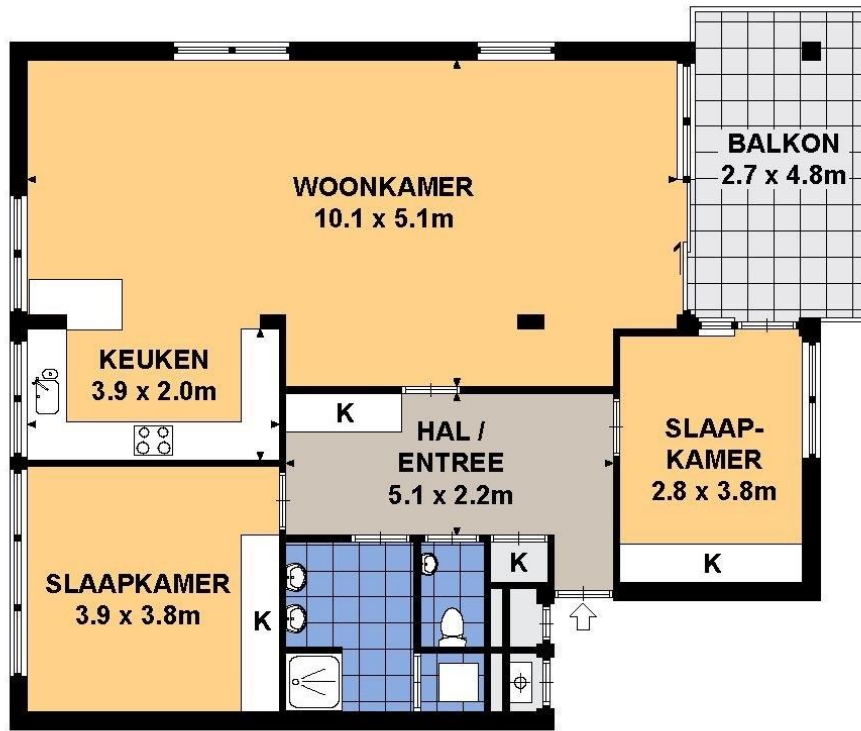 BALKON
2.7 x 4.8m
WOONKAMER
10.1 x 5.1m
KEUKEN
3.9 x 2.0m
K
HAL /
ENTREE
5.1 x 2.2m
SLAAP-
KAMER
2.8 x 3.8m
K
K
SLAAPKAMER
3.9 x 3.8m
K